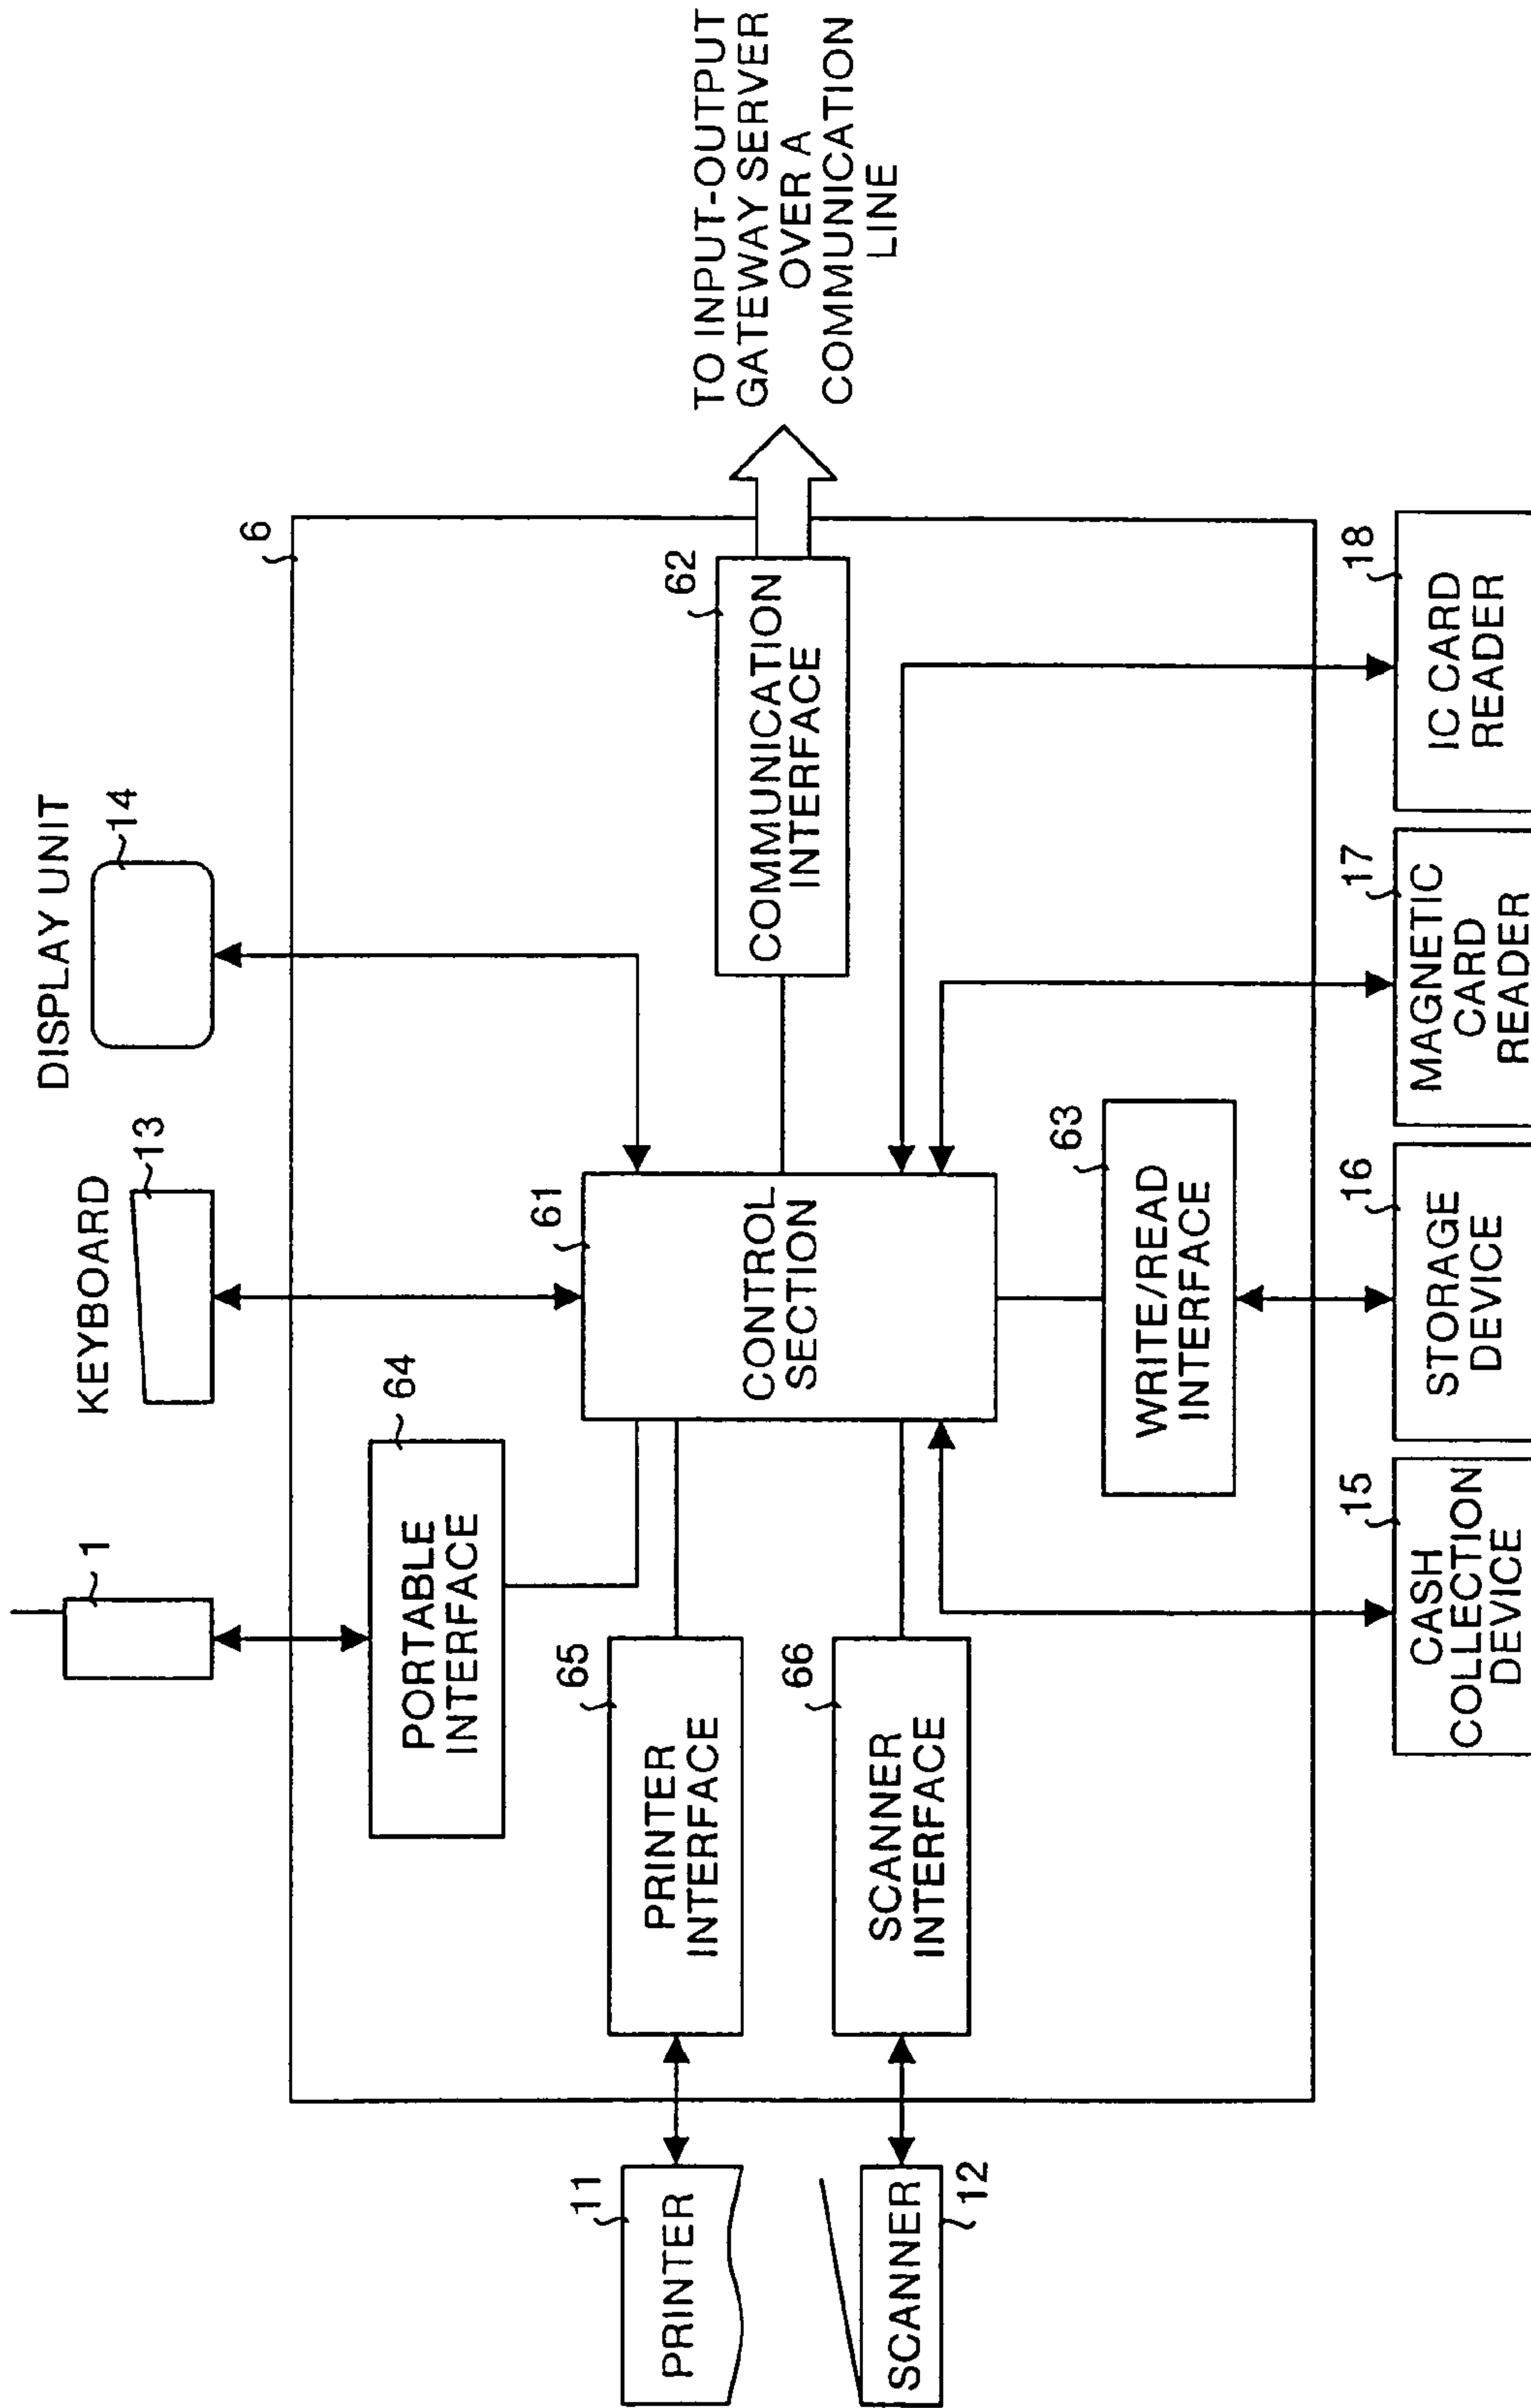 DISPLAY UNIT
14
KEYBOARD
13
1
6
PORTABLE
INTERFACE
64
61
CONTROL
SECTION
62
COMMUNICATION
INTERFACE
TO INPUT-OUTPUT
GATEWAY SERVER
OVER A
COMMUNICATION
LINE
11
PRINTER
65
PRINTER
INTERFACE
66
SCANNER
INTERFACE
SCANNER
12
63
WRITE/READ
INTERFACE
15
CASH
COLLECTION
DEVICE
16
STORAGE
DEVICE
17
MAGNETIC
CARD
READER
18
IC CARD
READER